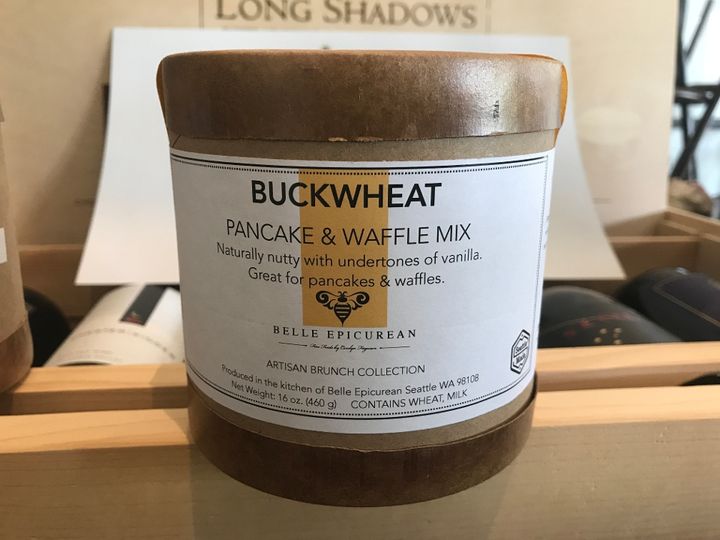 LONG SHADOWS
BUCKWHEAT
PANCAKE & WAFFLE MIX
Naturally nutty with undertones of vanilla.
Great for pancakes & waffles.
BELLE EPICUREAN
ARTISAN BRUNCH COLLECTION
Produced in the kitchen of Belle Epicurean Seattle WA 98108
Net Weight: 16 oz. (460 g) CONTAINS WHEAT, MILK